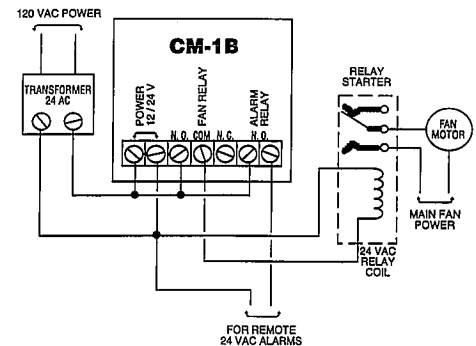 120 VAC POWER
TRANSFORMER
24 AC
CM-1B
POWER
12 / 24 V
FAN RELAY
ALARM
RELAY
N. O. COM N. C. N. O.
RELAY
STARTER
FAN
MOTOR
MAIN FAN
POWER
24 VAC
RELAY
COIL
FOR REMOTE
24 VAC ALARMS